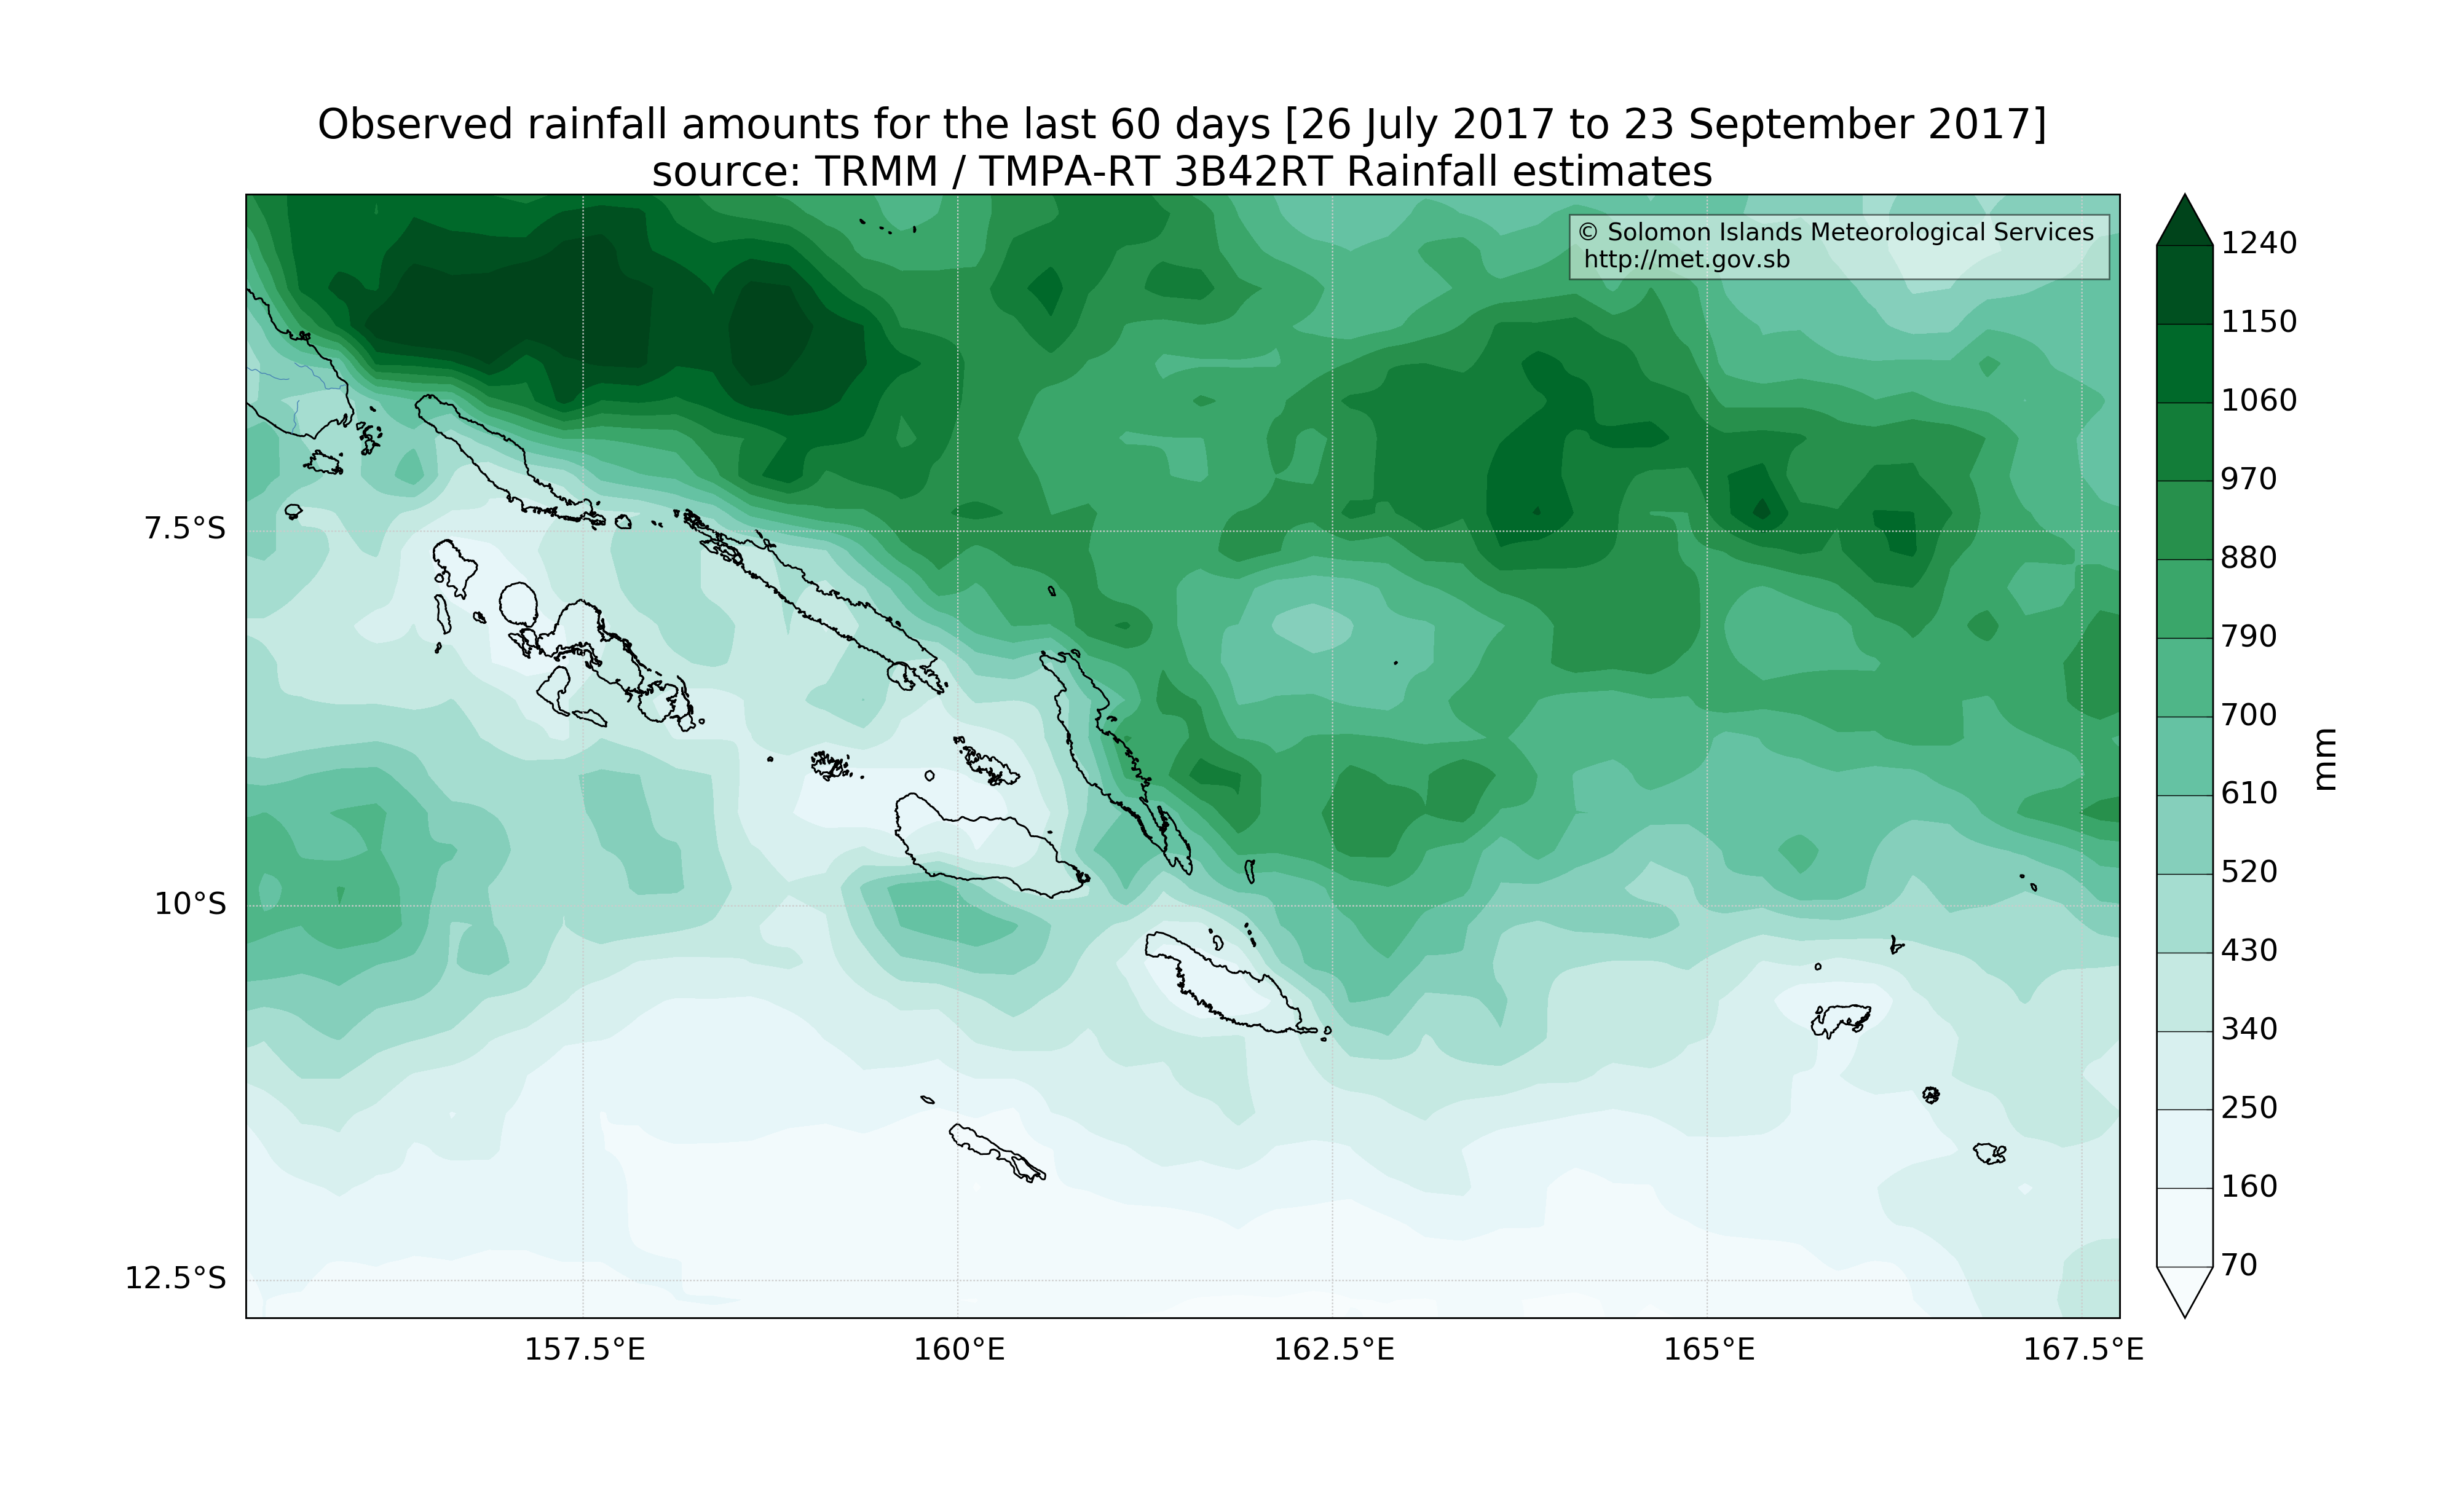 Observed rainfall amounts for the last 60 days [26 July 2017 to 23 September 2017]
source: TRMM / TMPA-RT 3B42RT Rainfall estimates
© Solomon Islands Meteorological Services
http://met.gov.sb
7.5°S
10°S
12.5°S
157.5°E
160°E
162.5°E
165°E
167.5°E
1240
1150
1060
970
880
790
700
610
520
430
340
250
160
70
mm